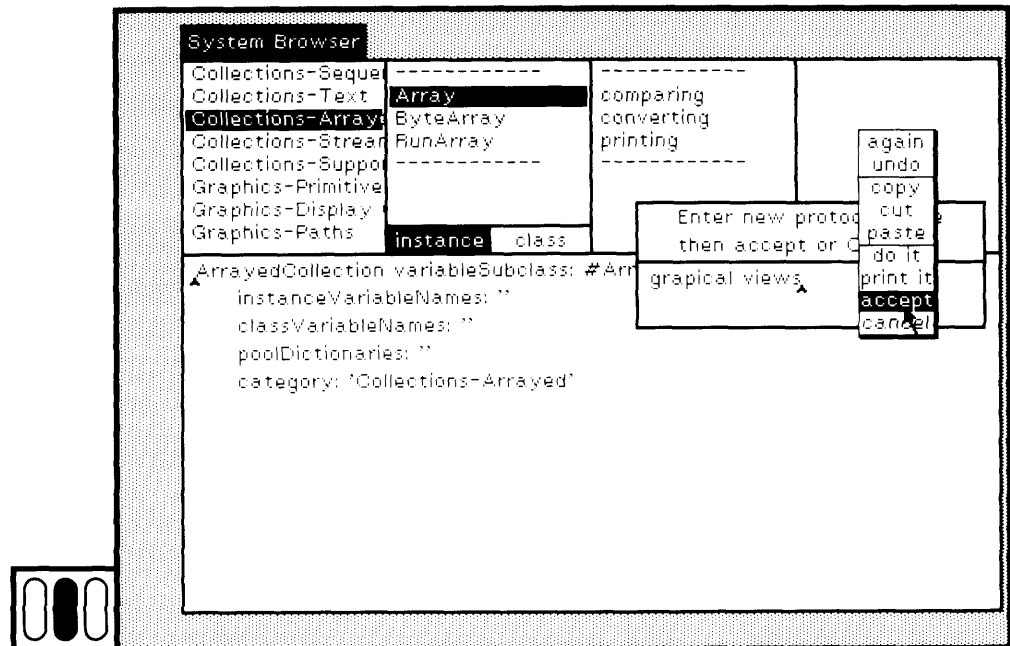 System Browser
Collections-Sequen
Collections-Text
Collections-Array
Collections-Stream
Collections-Suppo
Graphics-Primitive
Graphics-Display
Graphics-Paths
------------
Array
ByteArray
RunArray
------------
instance class
------------
comparing
converting
printing
------------
again
undo
copy
cut
paste
do it
print it
accept
cancel
Enter new protoc e
then accept or C
grapical views
ArrayedCollection variableSubclass: #Arr
instanceVariableNames: ''
classVariableNames: ''
poolDictionaries: ''
category: 'Collections-Arrayed'